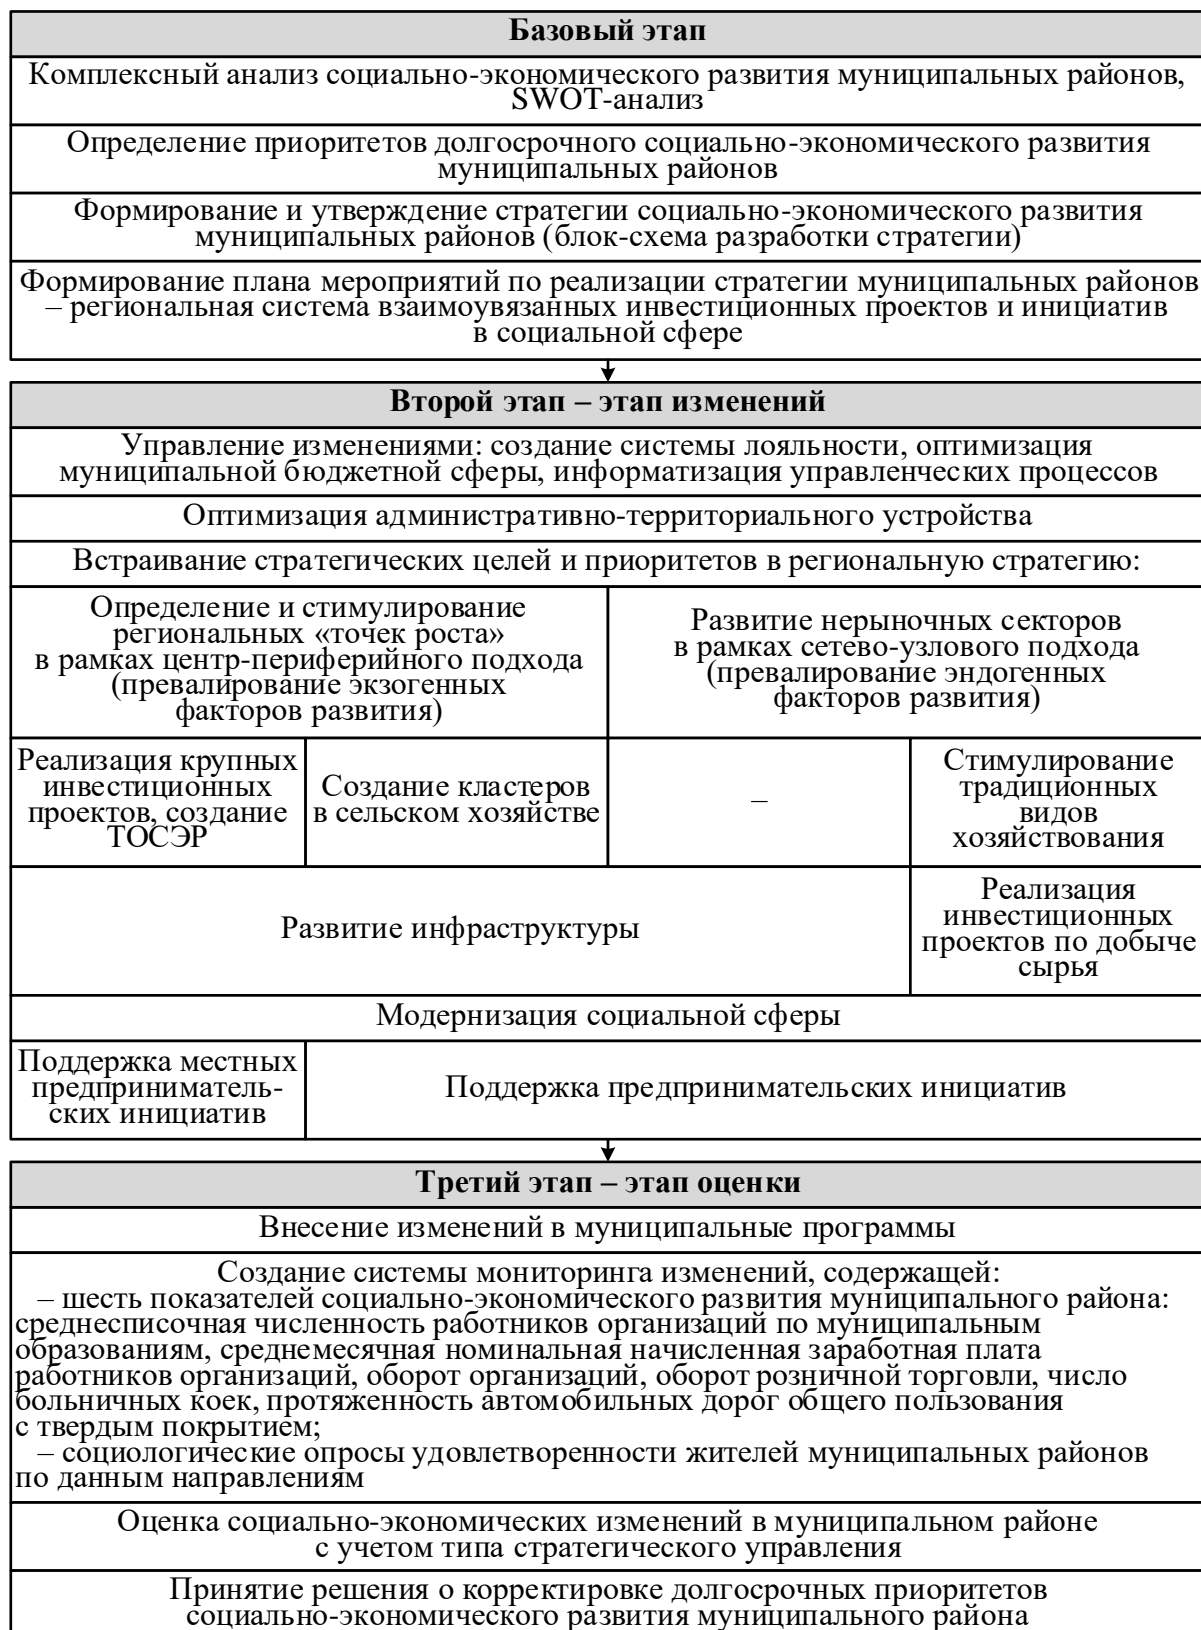 Базовый этап
Комплексный анализ социально-экономического развития муниципальных районов,
SWOT-анализ
Определение приоритетов долгосрочного социально-экономического развития
муниципальных районов
Формирование и утверждение стратегии социально-экономического развития
муниципальных районов (блок-схема разработки стратегии)
Формирование плана мероприятий по реализации стратегии муниципальных районов
– региональная система взаимоувязанных инвестиционных проектов и инициатив
в социальной сфере
Второй этап – этап изменений
Управление изменениями: создание системы лояльности, оптимизация
муниципальной бюджетной сферы, информатизация управленческих процессов
Оптимизация административно-территориального устройства
Встраивание стратегических целей и приоритетов в региональную стратегию:
Определение и стимулирование
региональных «точек роста»
в рамках центр-периферийного подхода
(превалирование экзогенных
факторов развития)
Развитие нерыночных секторов
в рамках сетево-узлового подхода
(превалирование эндогенных
факторов развития)
Реализация крупных
инвестиционных
проектов, создание
ТОСЭР
Создание кластеров
в сельском хозяйстве
–
Стимулирование
традиционных
видов
хозяйствования
Развитие инфраструктуры
Реализация
инвестиционных
проектов по добыче
сырья
Модернизация социальной сферы
Поддержка местных
предприниматель-
ских инициатив
Поддержка предпринимательских инициатив
Третий этап – этап оценки
Внесение изменений в муниципальные программы
Создание системы мониторинга изменений, содержащей:
– шесть показателей социально-экономического развития муниципального района:
среднесписочная численность работников организаций по муниципальным
образованиям, среднемесячная номинальная начисленная заработная плата
работников организаций, оборот организаций, оборот розничной торговли, число
больничных коек, протяженность автомобильных дорог общего пользования
с твердым покрытием;
– социологические опросы удовлетворенности жителей муниципальных районов
по данным направлениям
Оценка социально-экономических изменений в муниципальном районе
с учетом типа стратегического управления
Принятие решения о корректировке долгосрочных приоритетов
социально-экономического развития муниципального района